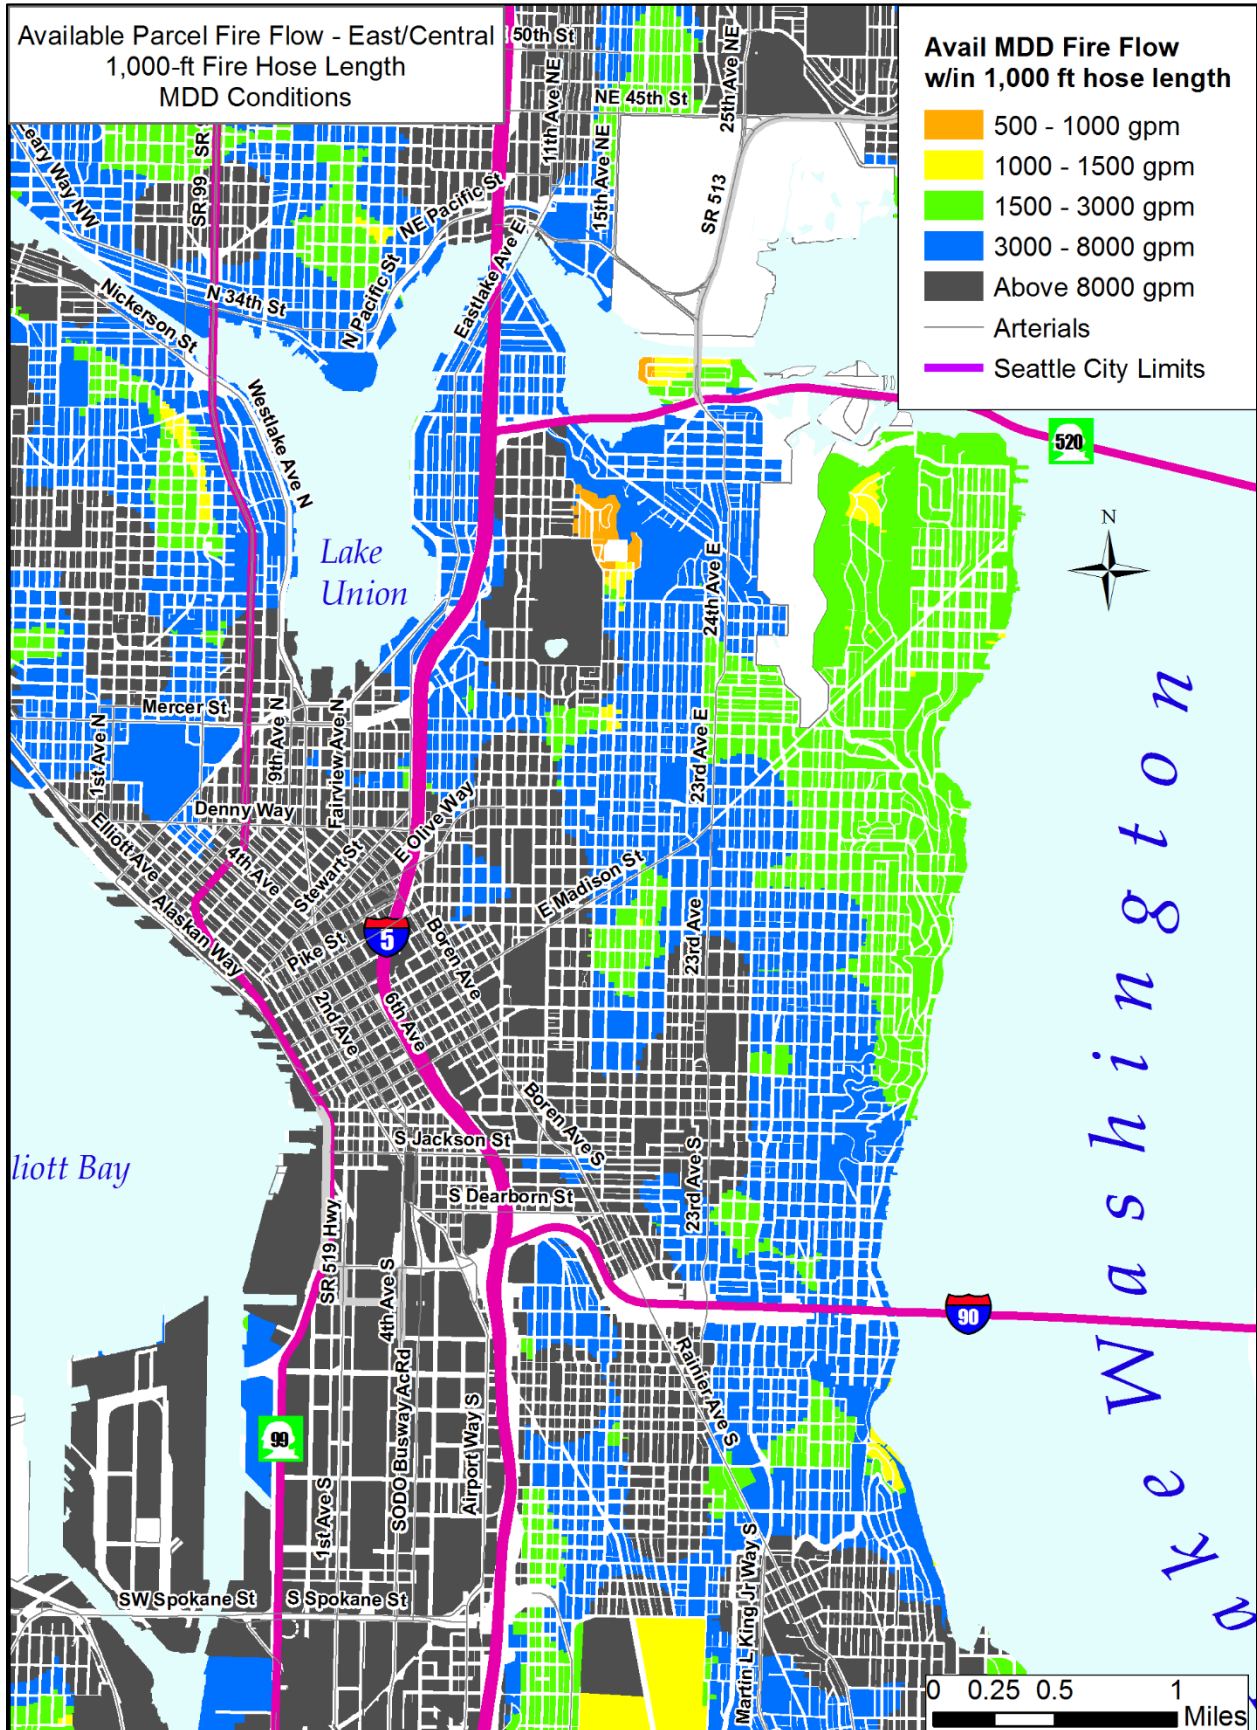 Available Parcel Fire Flow - East/Central
1,000-ft Fire Hose Length
MDD Conditions
Avail MDD Fire Flow
w/in 1,000 ft hose length
500 - 1000 gpm
1000 - 1500 gpm
1500 - 3000 gpm
3000 - 8000 gpm
Above 8000 gpm
Arterials
Seattle City Limits
50th St
NE 45th St
11th Ave NE
15th Ave NE
25th Ave NE
SR 513
eary Way NW
SR 99
SR 9
NE Pacific St
N Pacific St
N 34th St
Nickerson St
Eastlake Ave E
Westlake Ave N
520
N
Lake
Union
24th Ave E
Mercer St
1st Ave N
9th Ave N
Fairview Ave N
23rd Ave E
Denny Way
E Olive Way
Elliott Ave
4th Ave
Stewart St
E Madison St
Alaskan Way
Pike St
5
Boren Ave
23rd Ave
2nd Ave
6th Ave
Boren Ave S
S Jackson St
lliott Bay
S Dearborn St
23rd Ave S
SR 519 Hwy
4th Ave S
90
Rainier Ave S
SODO Busway AcRd
Airport Way S
99
1st Ave S
SW Spokane St
S Spokane St
Martin L King Jr Way S
ake Washington
0 0.25 0.5 1
Miles